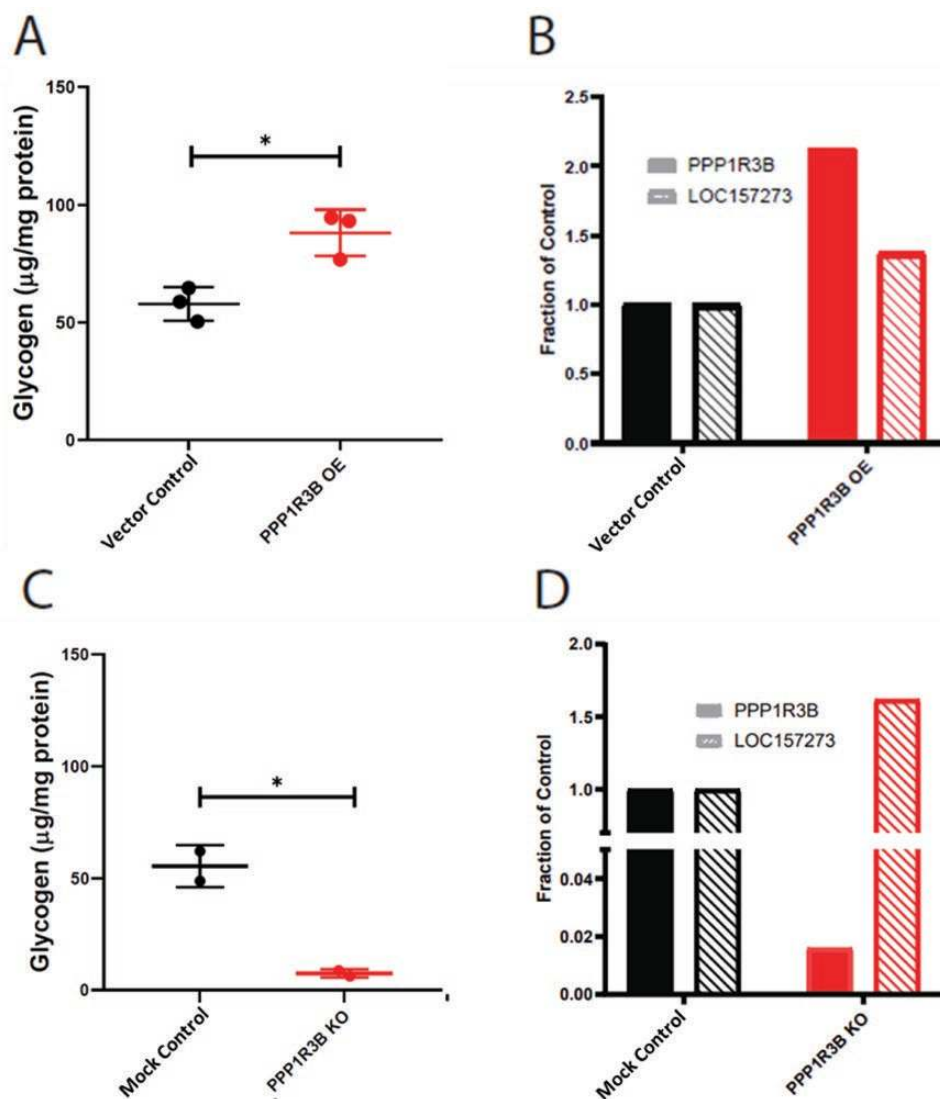 A
Glycogen (μg/mg protein)
150
100
50
0
*
Vector Control
PPP1R3B OE
B
Fraction of Control
2.5
2.0
1.5
1.0
0.5
0.0
PPP1R3B
LOC157273
Vector Control
PPP1R3B OE
C
Glycogen (μg/mg protein)
150
100
50
0
*
Mock Control
PPP1R3B KO
D
Fraction of Control
2.0
1.5
1.0
0.04
0.02
0.00
PPP1R3B
LOC157273
Mock Control
PPP1R3B KO